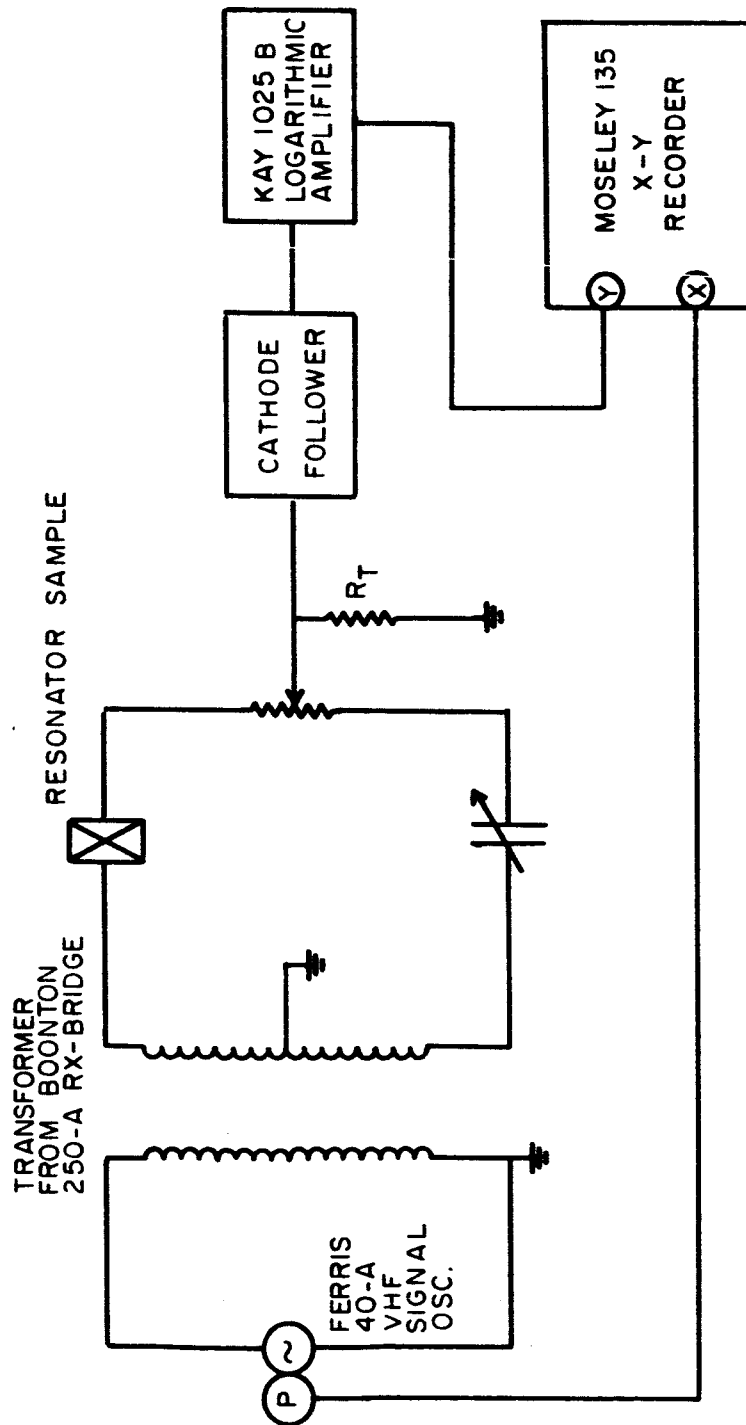 TRANSFORMER
FROM BOONTON
250-A RX-BRIDGE
RESONATOR SAMPLE
P
~
FERRIS
40-A
VHF
SIGNAL
OSC.
RT
CATHODE
FOLLOWER
KAY 1025 B
LOGARITHMIC
AMPLIFIER
Y
X
MOSELEY 135
X-Y
RECORDER